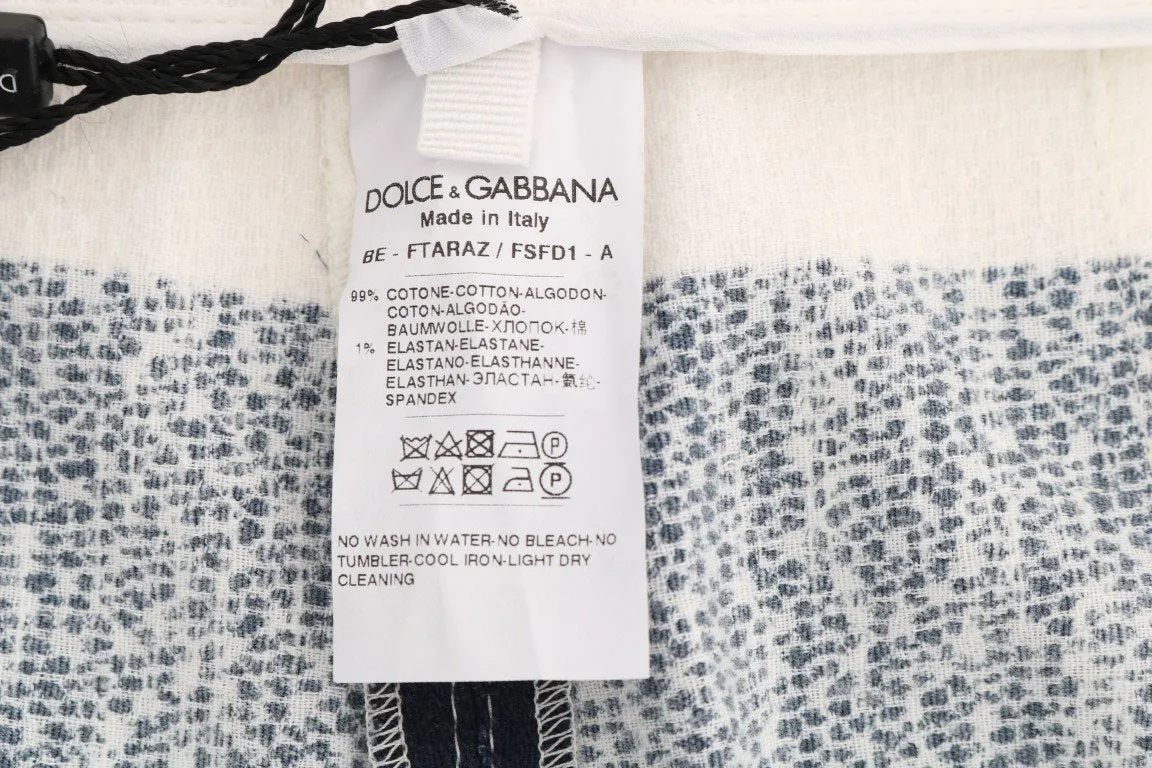 D
DOLCE & GABBANA
Made in Italy
BE - FTARAZ / FSFD1 - A
99% COTONE-COTTON-ALGODON-
COTON-ALGODÃO-
BAUMWOLLE-ХЛОПОК-棉
1% ELASTAN-ELASTANE-
ELASTANO-ELASTHANNE-
ELASTHAN-ЭЛАСТАН-氨纶-
SPANDEX
P
P
NO WASH IN WATER-NO BLEACH-NO
TUMBLER-COOL IRON-LIGHT DRY
CLEANING